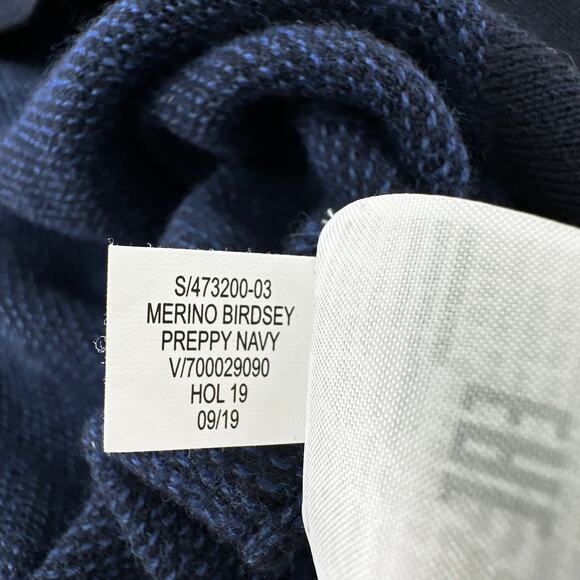 S/473200-03
MERINO BIRDSEY
PREPPY NAVY
V/700029090
HOL 19
09/19